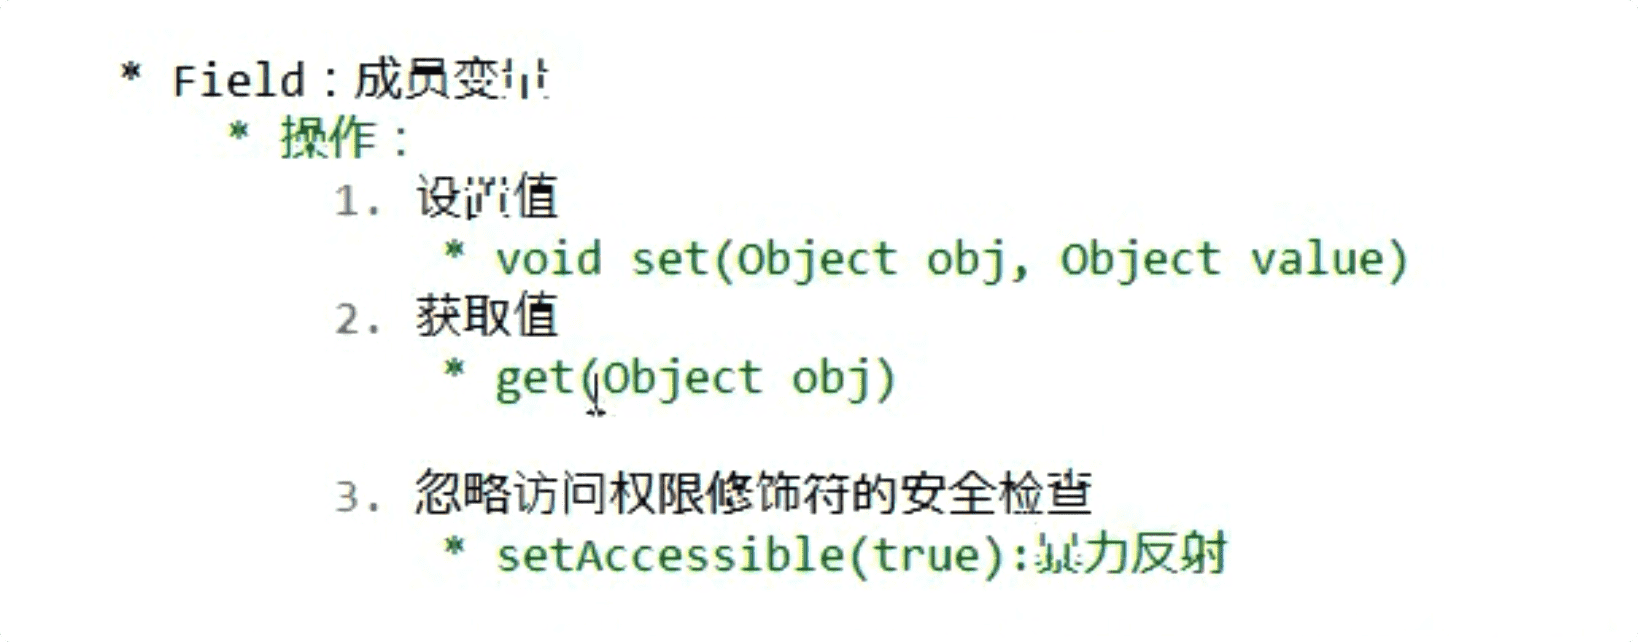 * Field：成员变量
* 操作：
1. 设置值
* void set(Object obj, Object value)
2. 获取值
* get(Object obj)
3. 忽略访问权限修饰符的安全检查
* setAccessible(true):暴力反射